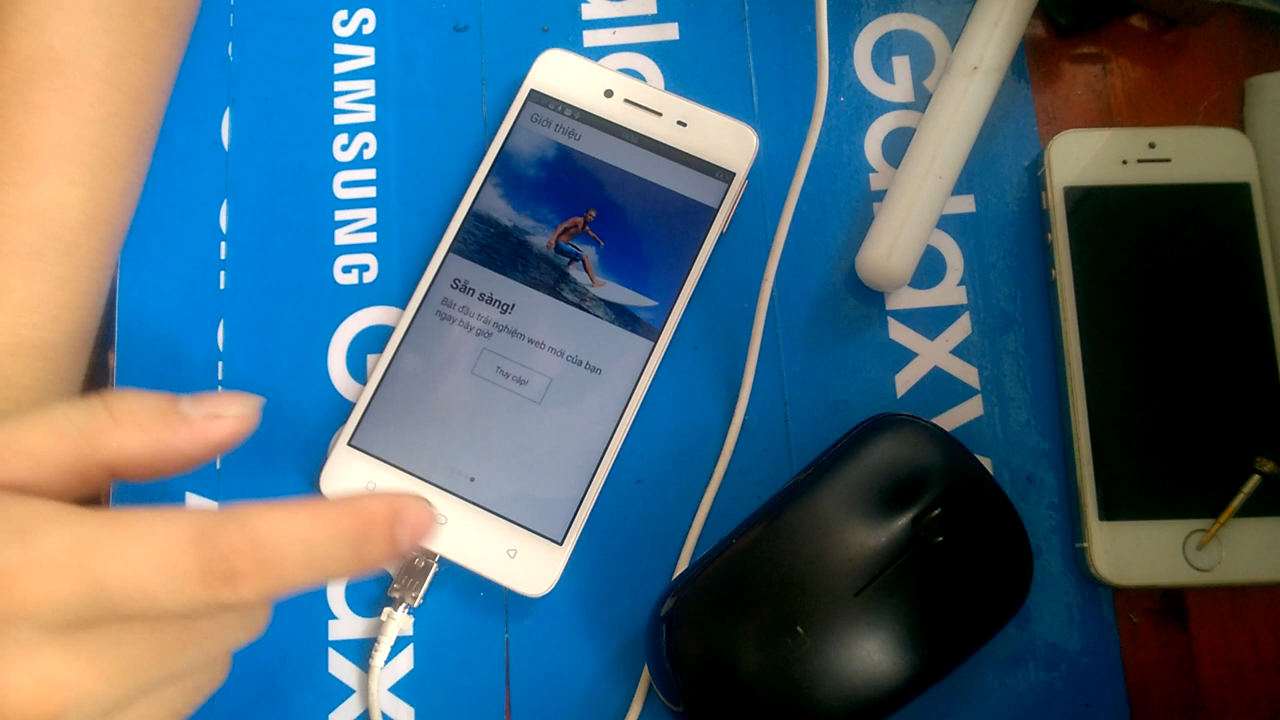 SAMSUNG
Galaxy
Gala
Giới thiệu
Sẵn sàng!
Bắt đầu trải nghiệm web mới của bạn
ngay bây giờ!
Truy cập!